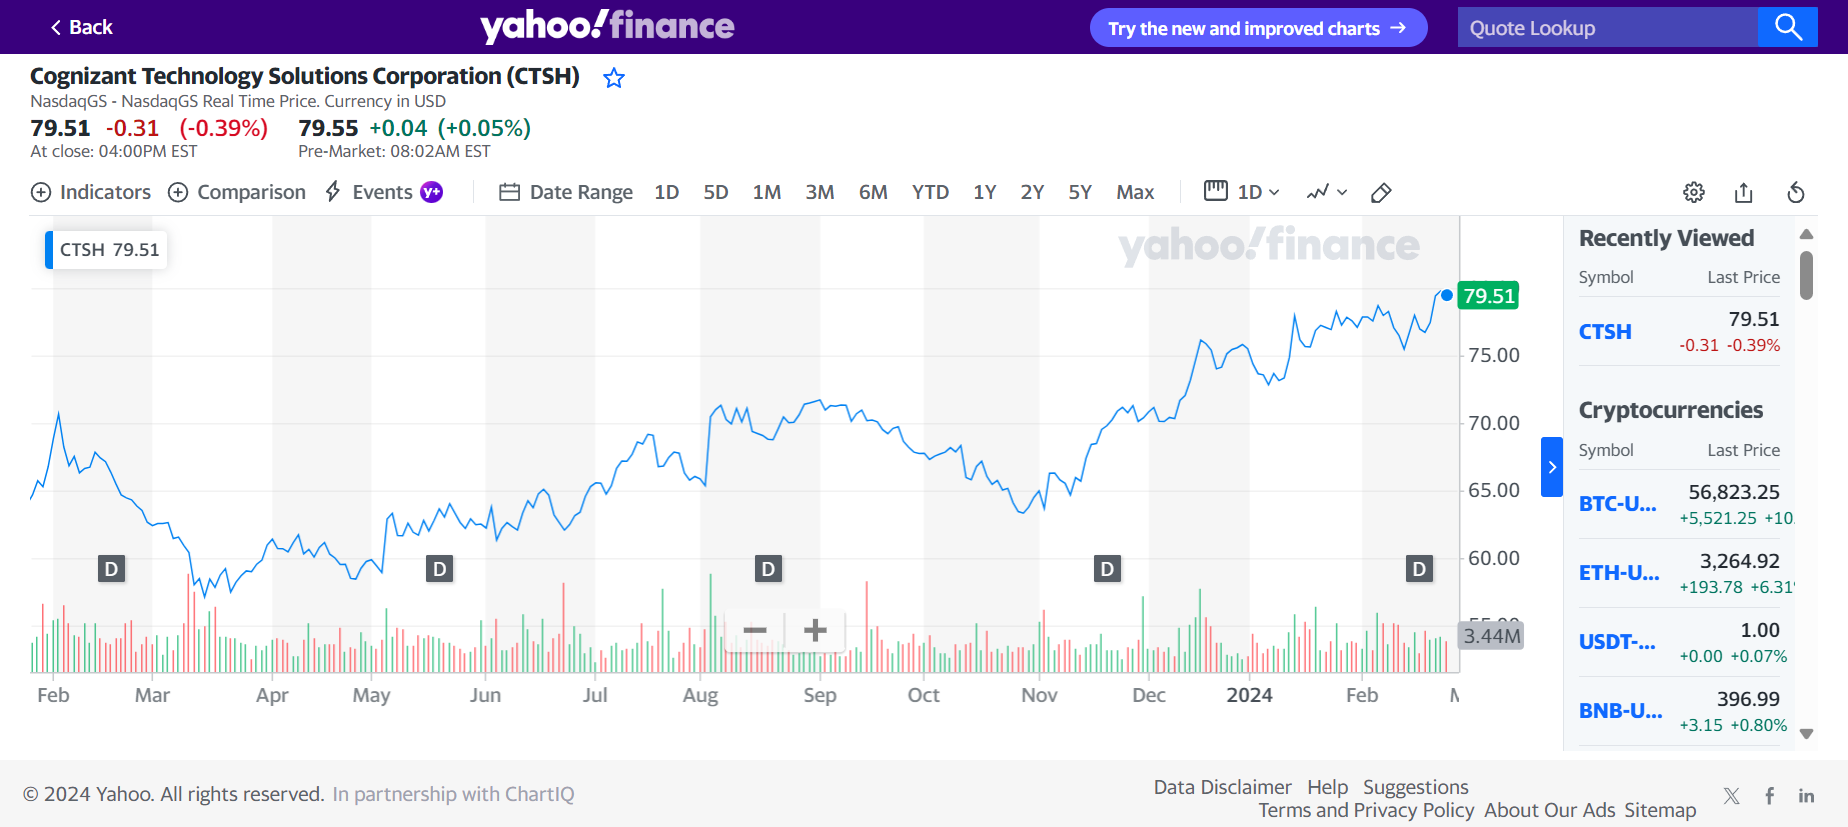 Back
yahoo!finance
Try the new and improved charts →
Quote Lookup
Cognizant Technology Solutions Corporation (CTSH)
NasdaqGS - NasdaqGS Real Time Price. Currency in USD
79.51 -0.31 (-0.39%) 79.55 +0.04 (+0.05%)
At close: 04:00PM EST Pre-Market: 08:02AM EST
Indicators Comparison Events y+ Date Range 1D 5D 1M 3M 6M YTD 1Y 2Y 5Y Max 1D
CTSH 79.51
yahoo!finance
79.51
75.00
70.00
65.00
60.00
55.00
3.44M
D D D D D
Feb Mar Apr May Jun Jul Aug Sep Oct Nov Dec 2024 Feb
Recently Viewed
Symbol Last Price
CTSH 79.51
-0.31 -0.39%
Cryptocurrencies
Symbol Last Price
BTC-U... 56,823.25
+5,521.25 +10.
ETH-U... 3,264.92
+193.78 +6.31
USDT-... 1.00
+0.00 +0.07%
BNB-U... 396.99
+3.15 +0.80%
© 2024 Yahoo. All rights reserved. In partnership with ChartIQ
Data Disclaimer Help Suggestions
Terms and Privacy Policy About Our Ads Sitemap